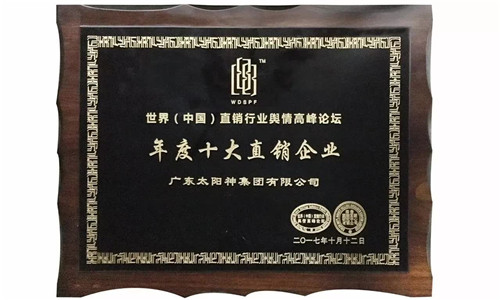 TM
WDSPF
世界（中国）直销行业舆情高峰论坛
年度十大直销企业
广东太阳神集团有限公司
二〇一七年十月十二日